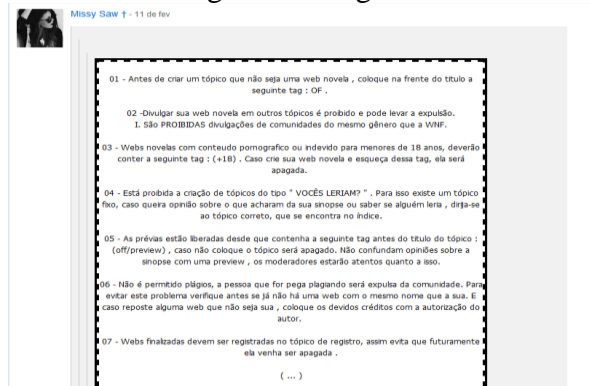 Missy Saw † - 11 de fev
01 - Antes de criar um tópico que não seja uma web novela , coloque na frente do titulo a
seguinte tag : OF .
02 -Divulgar sua web novela em outros tópicos é proibido e pode levar a expulsão.
I. São PROIBIDAS divulgações de comunidades do mesmo gênero que a WNF.
03 - Webs novelas com conteudo pornografico ou indevido para menores de 18 anos, deverão
conter a seguinte tag : (+18) . Caso crie sua web novela e esqueça dessa tag, ela será
apagada.
04 - Está proibida a criação de tópicos do tipo " VOCÊS LERIAM? " . Para isso existe um tópico
fixo, caso queira opinião sobre o que acharam da sua sinopse ou saber se alguém leria , dirija-se
ao tópico correto, que se encontra no índice.
05 - As prévias estão liberadas desde que contenha a seguinte tag antes do titulo do tópico :
(off/preview) , caso não coloque o tópico será apagado. Não confundam opiniões sobre a
sinopse com uma preview , os moderadores estarão atentos quanto a isso.
06 - Não é permitido plágios, a pessoa que for pega plagiando será expulsa da comunidade. Para
evitar este problema verifique antes se já não há uma web com o mesmo nome que a sua. E
caso reposte alguma web que não seja sua , coloque os devidos créditos com a autorização do
autor.
07 - Webs finalizadas devem ser registradas no tópico de registro, assim evita que futuramente
ela venha ser apagada .
( ... )